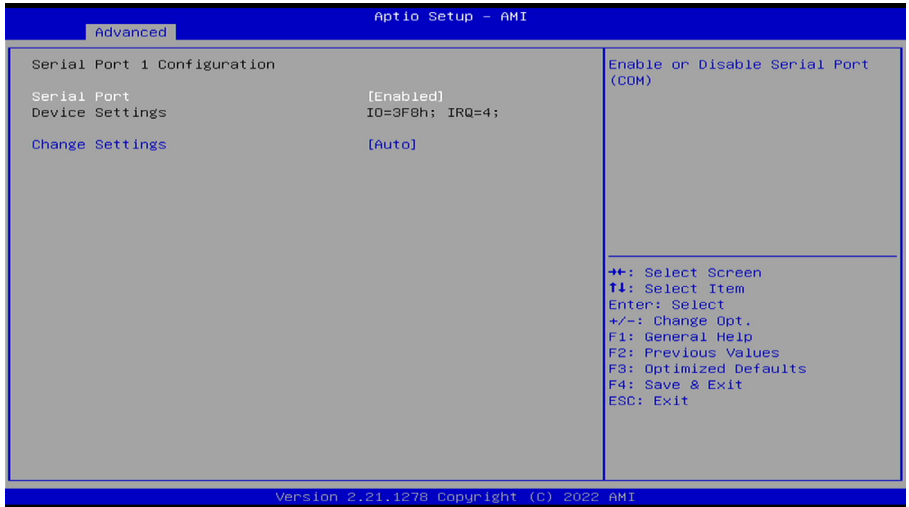 Aptio Setup - AMI
Advanced
Serial Port 1 Configuration
Serial Port [Enabled]
Device Settings IO=3F8h; IRQ=4;
Change Settings [Auto]
Enable or Disable Serial Port
(COM)
→←: Select Screen
↑↓: Select Item
Enter: Select
+/-: Change Opt.
F1: General Help
F2: Previous Values
F3: Optimized Defaults
F4: Save & Exit
ESC: Exit
Version 2.21.1278 Copyright (C) 2022 AMI